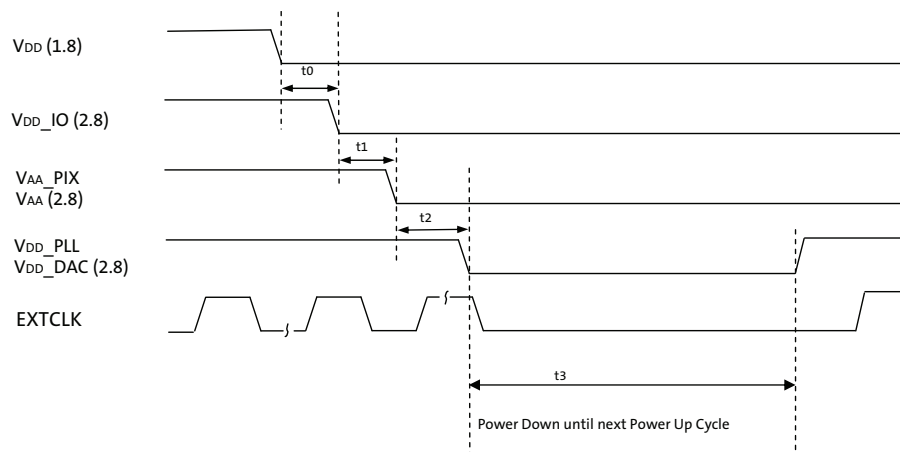 VDD (1.8)
t0
VDD_IO (2.8)
t1
VAA_PIX
VAA (2.8)
t2
VDD_PLL
VDD_DAC (2.8)
EXTCLK
t3
Power Down until next Power Up Cycle